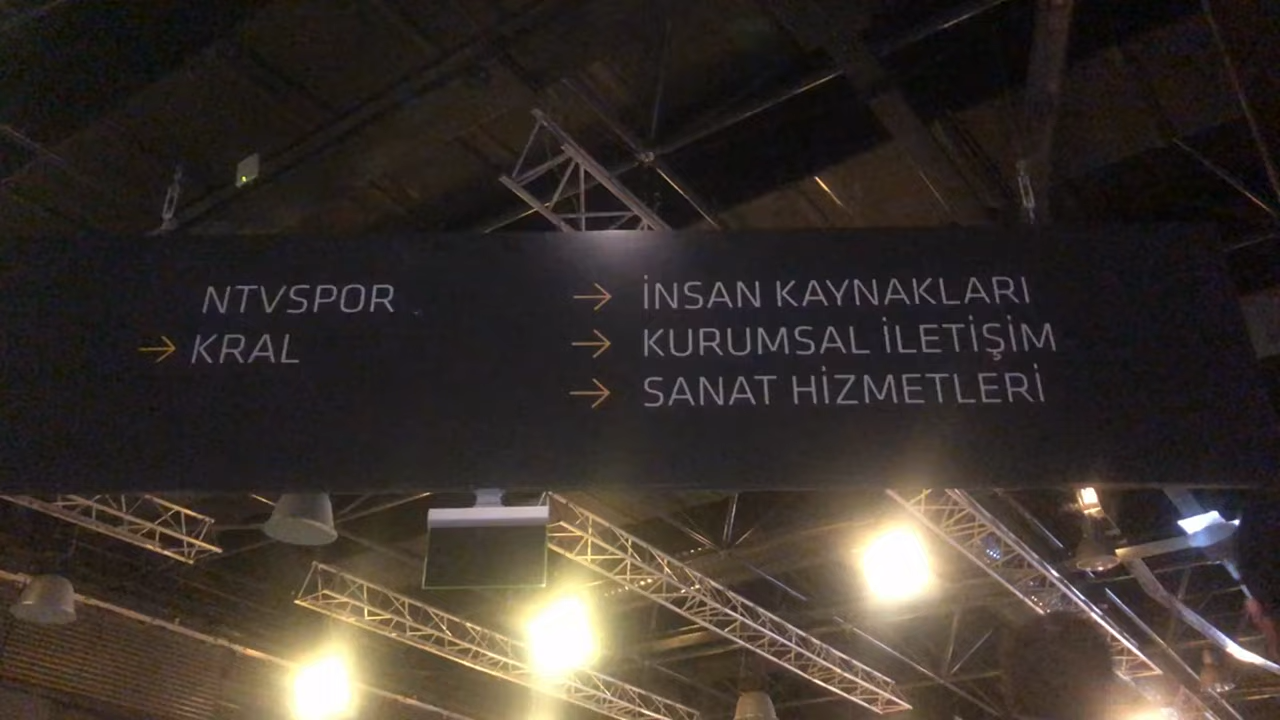 NTVSPOR
→ KRAL
→ İNSAN KAYNAKLARI
→ KURUMSAL İLETİŞİM
→ SANAT HİZMETLERİ